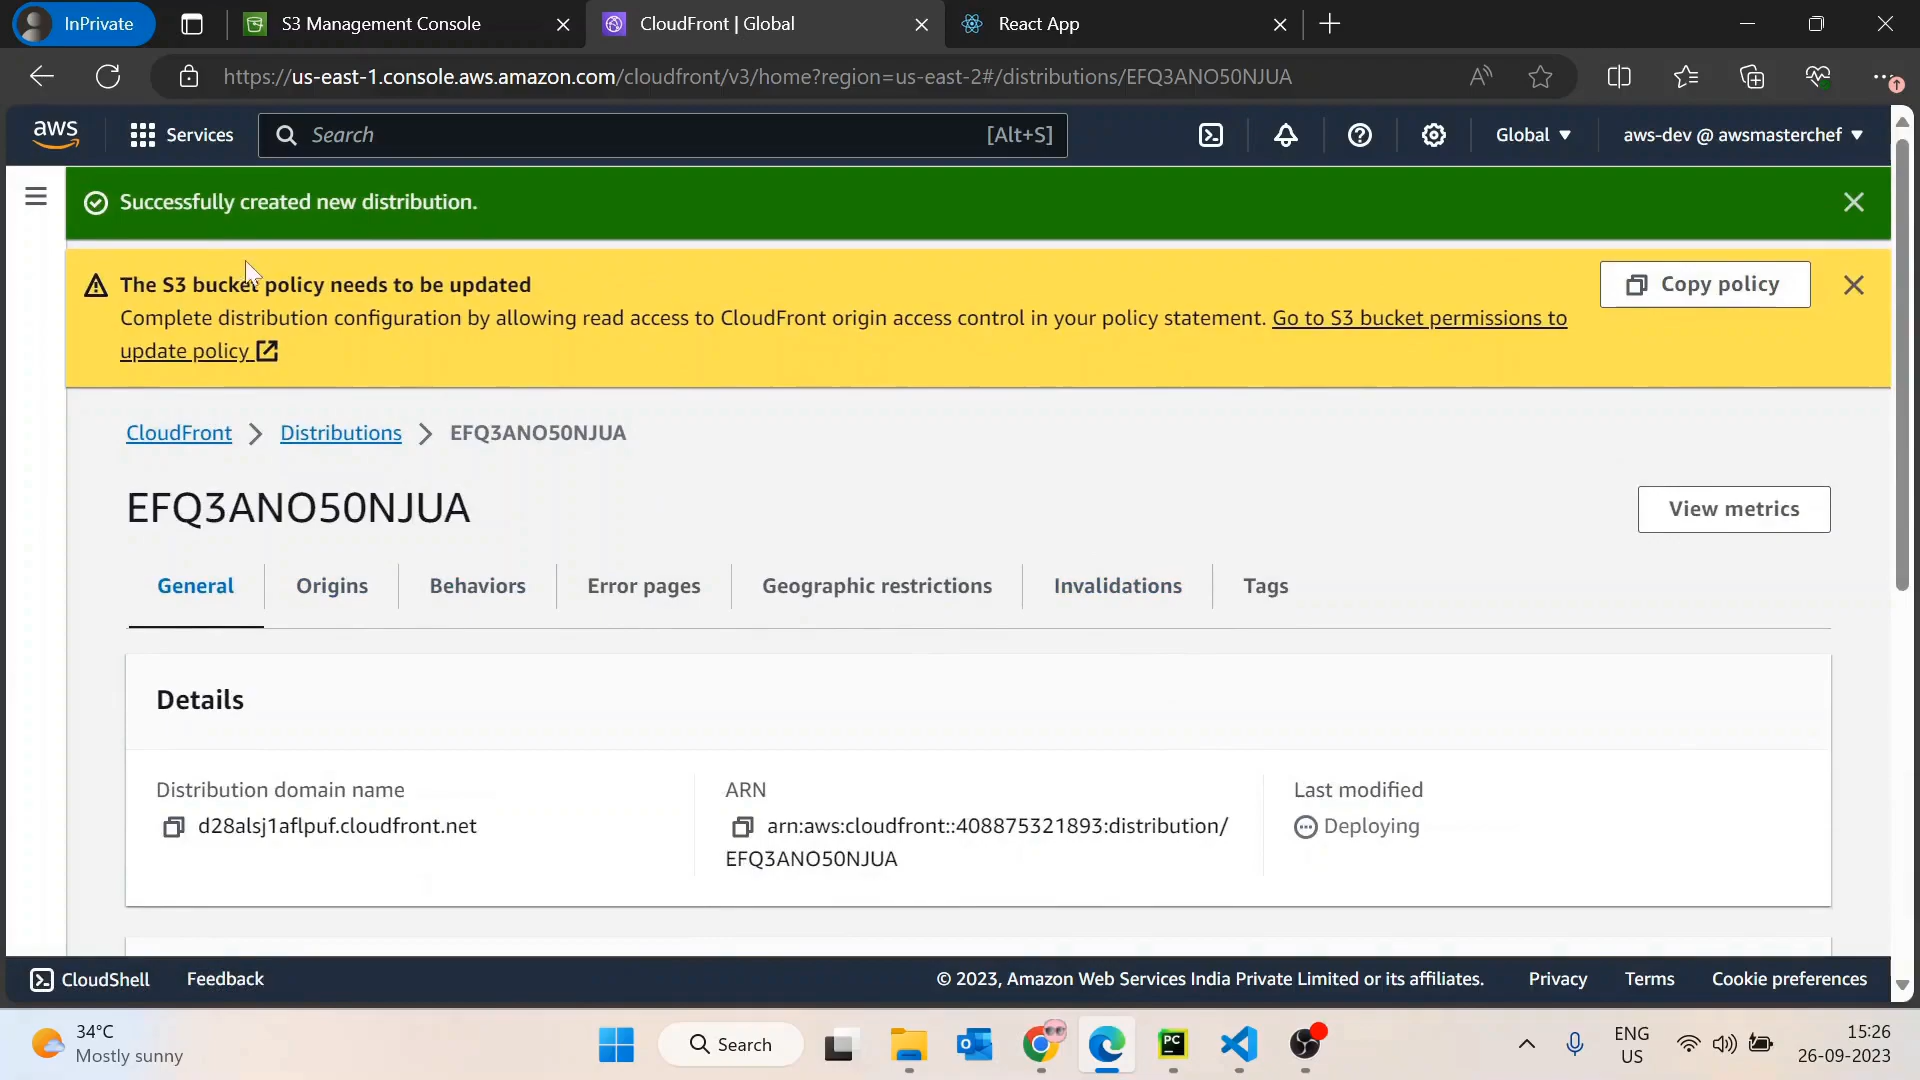 InPrivate
S3 Management Console
CloudFront | Global
React App
https://us-east-1.console.aws.amazon.com/cloudfront/v3/home?region=us-east-2#/distributions/EFQ3ANO50NJUA
aws
Services
Search
[Alt+S]
Global
aws-dev @ awsmasterchef
Successfully created new distribution.
The S3 bucket policy needs to be updated
Copy policy
Complete distribution configuration by allowing read access to CloudFront origin access control in your policy statement. Go to S3 bucket permissions to
update policy
CloudFront
Distributions
EFQ3ANO50NJUA
EFQ3ANO50NJUA
View metrics
General
Origins
Behaviors
Error pages
Geographic restrictions
Invalidations
Tags
Details
Distribution domain name
d28alsj1aflpuf.cloudfront.net
ARN
arn:aws:cloudfront::408875321893:distribution/
EFQ3ANO50NJUA
Last modified
Deploying
CloudShell
Feedback
© 2023, Amazon Web Services India Private Limited or its affiliates.
Privacy
Terms
Cookie preferences
34°C
Mostly sunny
Search
PC
ENG
US
15:26
26-09-2023